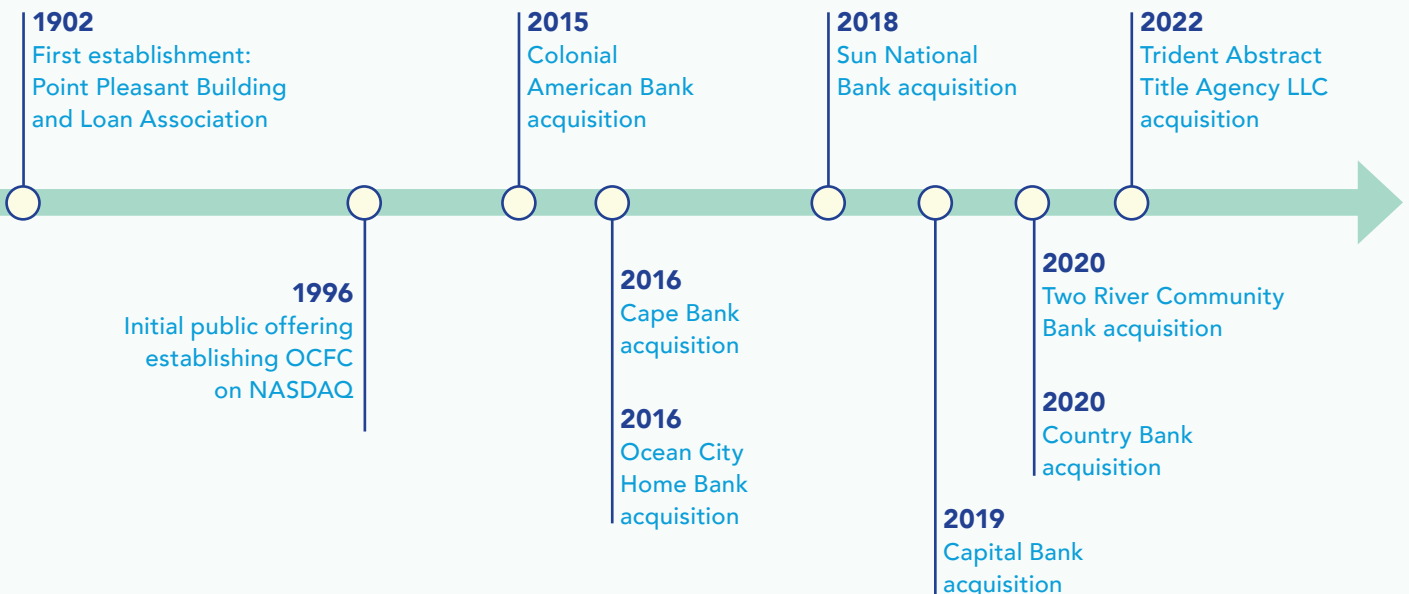 1902
First establishment:
Point Pleasant Building
and Loan Association
1996
Initial public offering
establishing OCFC
on NASDAQ
2015
Colonial
American Bank
acquisition
2016
Cape Bank
acquisition
2016
Ocean City
Home Bank
acquisition
2018
Sun National
Bank acquisition
2019
Capital Bank
acquisition
2020
Two River Community
Bank acquisition
2020
Country Bank
acquisition
2022
Trident Abstract
Title Agency LLC
acquisition